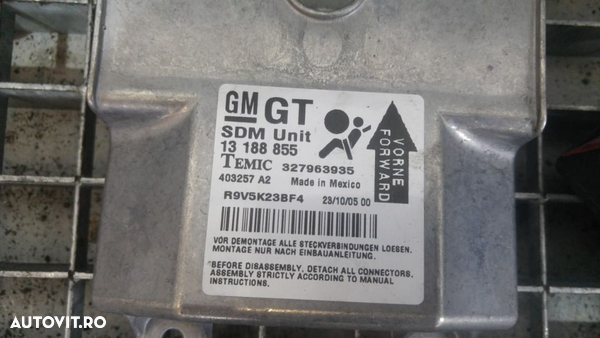 GM GT
SDM Unit
13 188 855
TEMIC 327963935
403257 A2 Made in Mexico
R9V5K23BF4 23/10/05 00
VORNE
FORWARD
VOR DEMONTAGE ALLE STECKVERBINDUNGEN LOESEN.
MONTAGE NUR NACH EINBAUANLEITUNG.
BEFORE DISASSEMBLY, DETACH ALL CONNECTORS.
ASSEMBLY STRICTLY ACCORDING TO MANUAL
INSTRUCTIONS.
AUTOVIT.RO